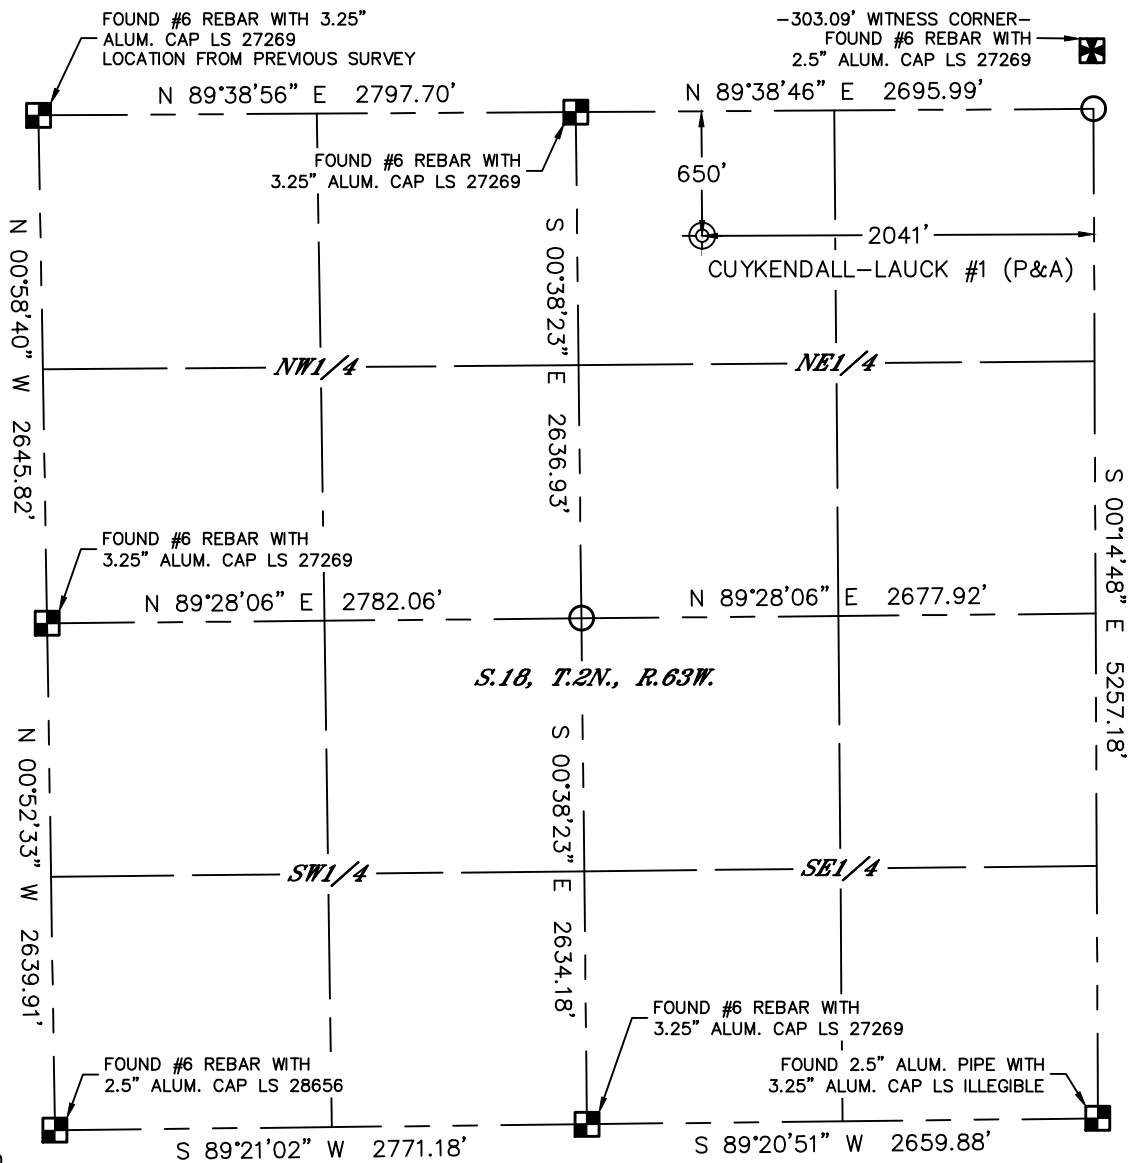 FOUND #6 REBAR WITH 3.25"
ALUM. CAP LS 27269
LOCATION FROM PREVIOUS SURVEY
-303.09' WITNESS CORNER-
FOUND #6 REBAR WITH
2.5" ALUM. CAP LS 27269
N 89°38'56" E 2797.70'
N 89°38'46" E 2695.99'
FOUND #6 REBAR WITH
3.25" ALUM. CAP LS 27269
650'
2041'
CUYKENDALL-LAUCK #1 (P&A)
N 00°58'40" W 2645.82'
S 00°38'23" E 2636.93'
NW1/4
NE1/4
S 00°14'48" E 5257.18'
FOUND #6 REBAR WITH
3.25" ALUM. CAP LS 27269
N 89°28'06" E 2782.06'
N 89°28'06" E 2677.92'
S.18, T.2N., R.63W.
N 00°52'33" W 2639.91'
S 00°38'23" E 2634.18'
SW1/4
SE1/4
FOUND #6 REBAR WITH
3.25" ALUM. CAP LS 27269
FOUND #6 REBAR WITH
2.5" ALUM. CAP LS 28656
FOUND 2.5" ALUM. PIPE WITH
3.25" ALUM. CAP LS ILLEGIBLE
S 89°21'02" W 2771.18'
S 89°20'51" W 2659.88'